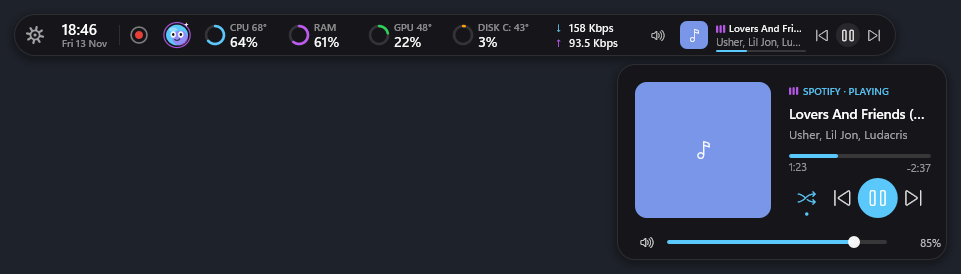 18:46
Fri 13 Nov
CPU 68°
64%
RAM
61%
GPU 48°
22%
DISK C: 43°
3%
↓ 158 Kbps
↑ 93.5 Kbps
Lovers And Fri...
Usher, Lil Jon, Lu...
SPOTIFY · PLAYING
Lovers And Friends (...
Usher, Lil Jon, Ludacris
1:23
-2:37
85%